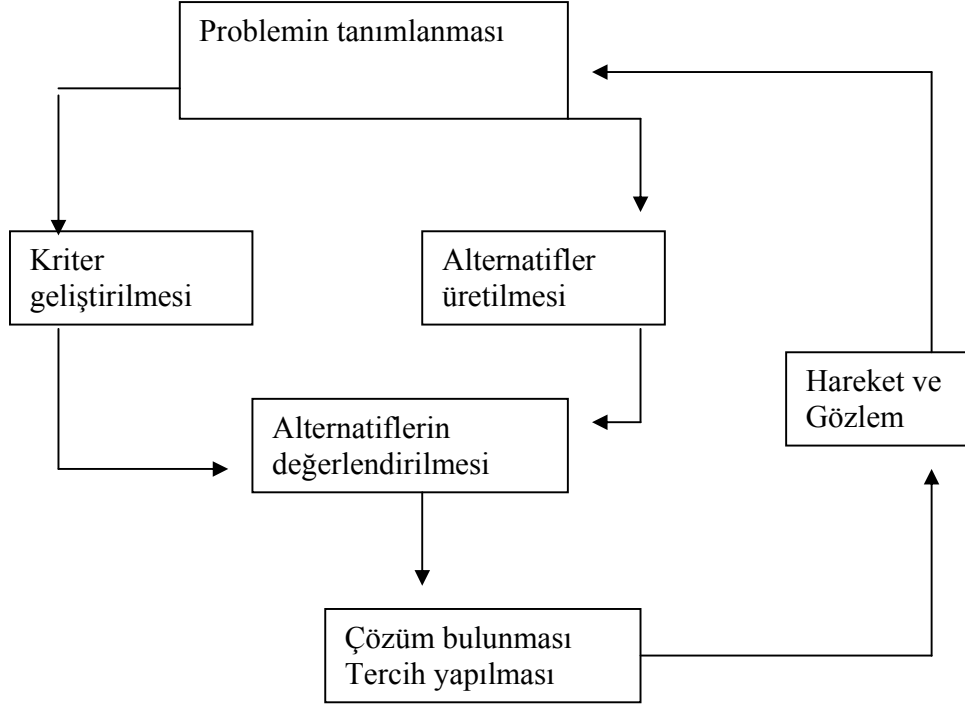 Problemin tanımlanması
Kriter
geliştirilmesi
Alternatifler
üretilmesi
Hareket ve
Gözlem
Alternatiflerin
değerlendirilmesi
Çözüm bulunması
Tercih yapılması